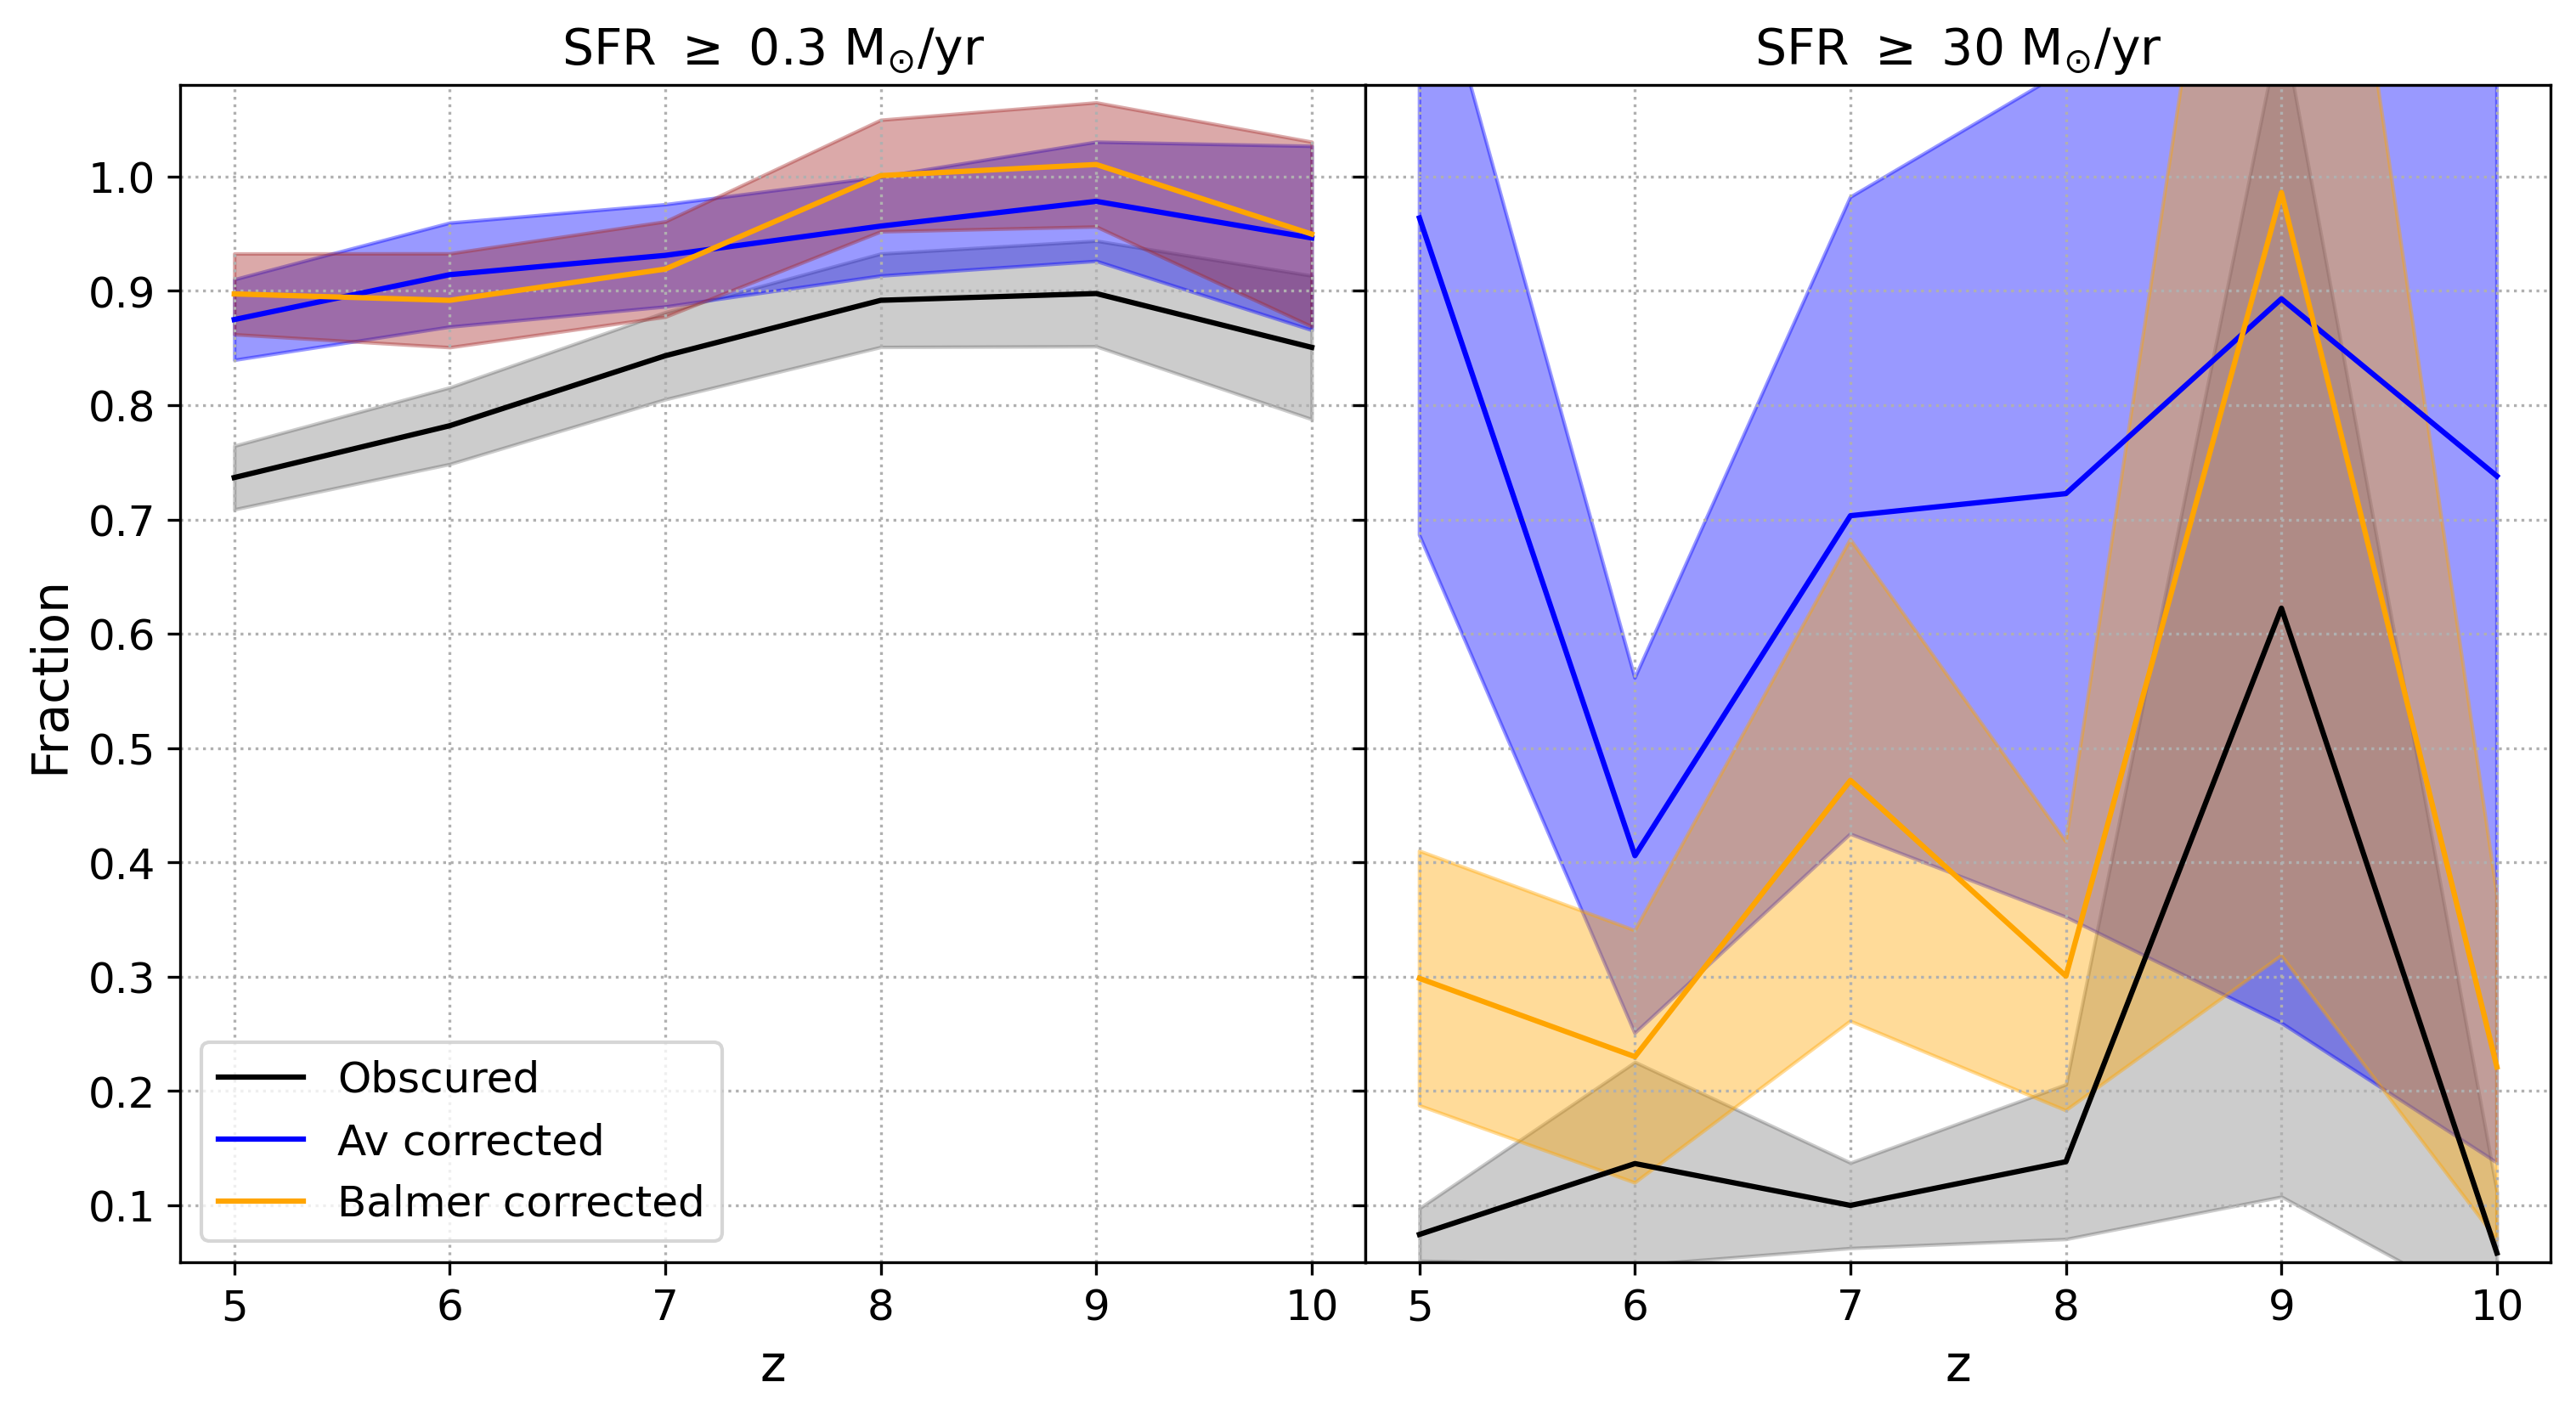 SFR ≥ 0.3 M⊙/yr
SFR ≥ 30 M⊙/yr
Fraction
1.0
0.9
0.8
0.7
0.6
0.5
0.4
0.3
0.2
0.1
Obscured
Av corrected
Balmer corrected
5 6 7 8 9 10
5 6 7 8 9 10
z
z